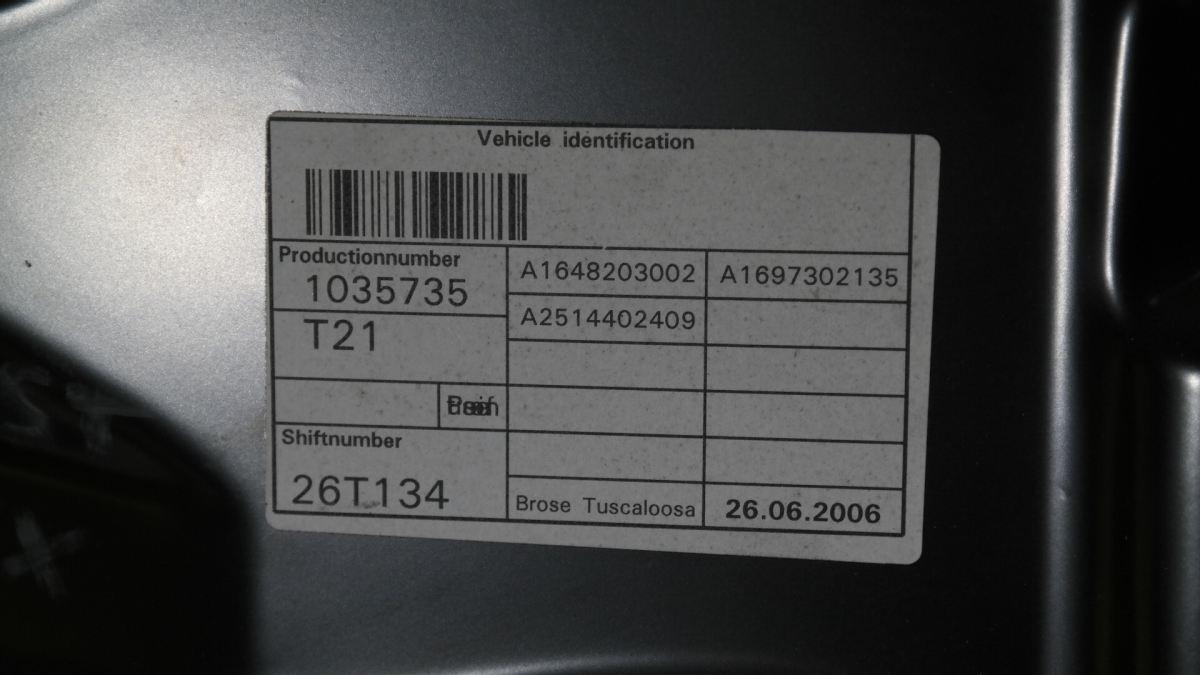 Vehicle identification
Productionnumber
1035735
T21
Shiftnumber
26T134
A1648203002 A1697302135
A2514402409
Brose Tuscaloosa 26.06.2006